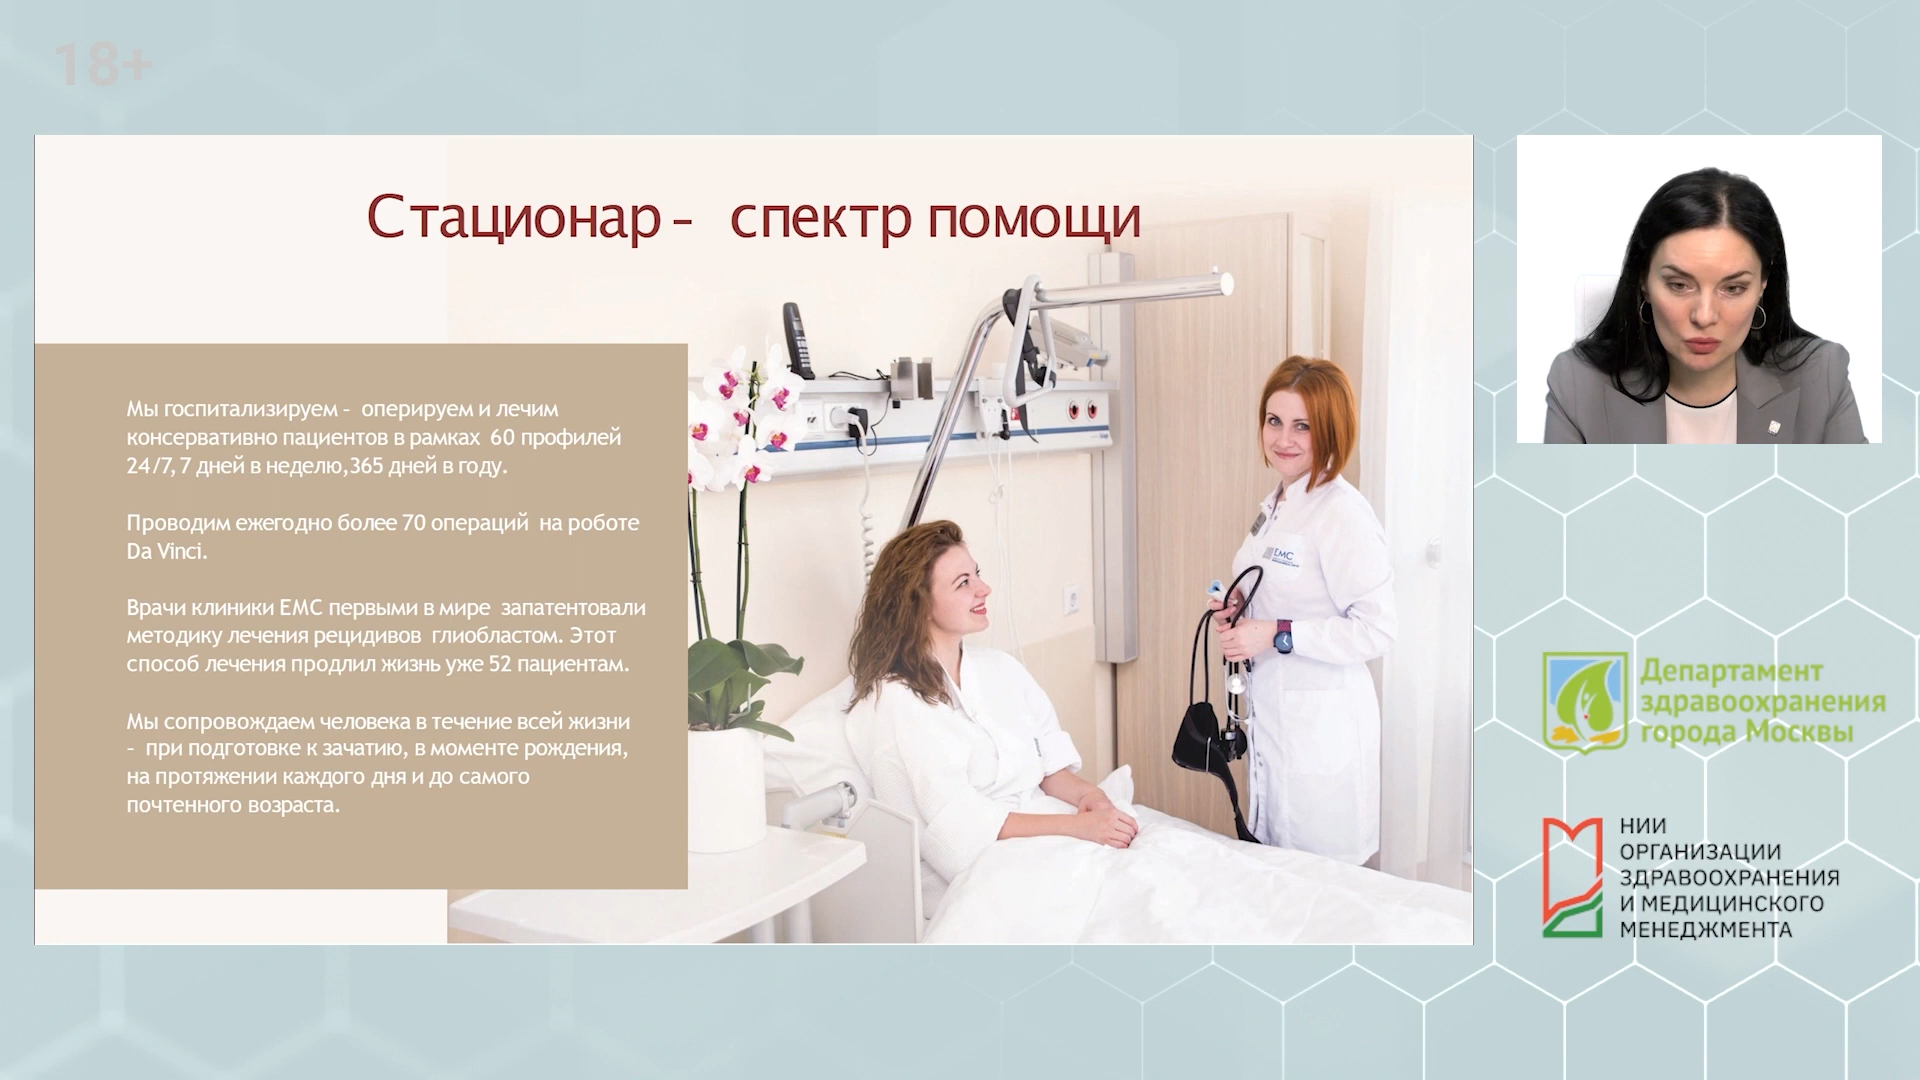 18+
Стационар - спектр помощи
Мы госпитализируем - оперируем и лечим
консервативно пациентов в рамках 60 профилей
24/7, 7 дней в неделю,365 дней в году.
Проводим ежегодно более 70 операций на роботе
Da Vinci.
Врачи клиники ЕМС первыми в мире запатентовали
методику лечения рецидивов глиобластом. Этот
способ лечения продлил жизнь уже 52 пациентам.
Мы сопровождаем человека в течение всей жизни
- при подготовке к зачатию, в моменте рождения,
на протяжении каждого дня и до самого
почтенного возраста.
EMC
Департамент
здравоохранения
города Москвы
НИИ
ОРГАНИЗАЦИИ
ЗДРАВООХРАНЕНИЯ
И МЕДИЦИНСКОГО
МЕНЕДЖМЕНТА